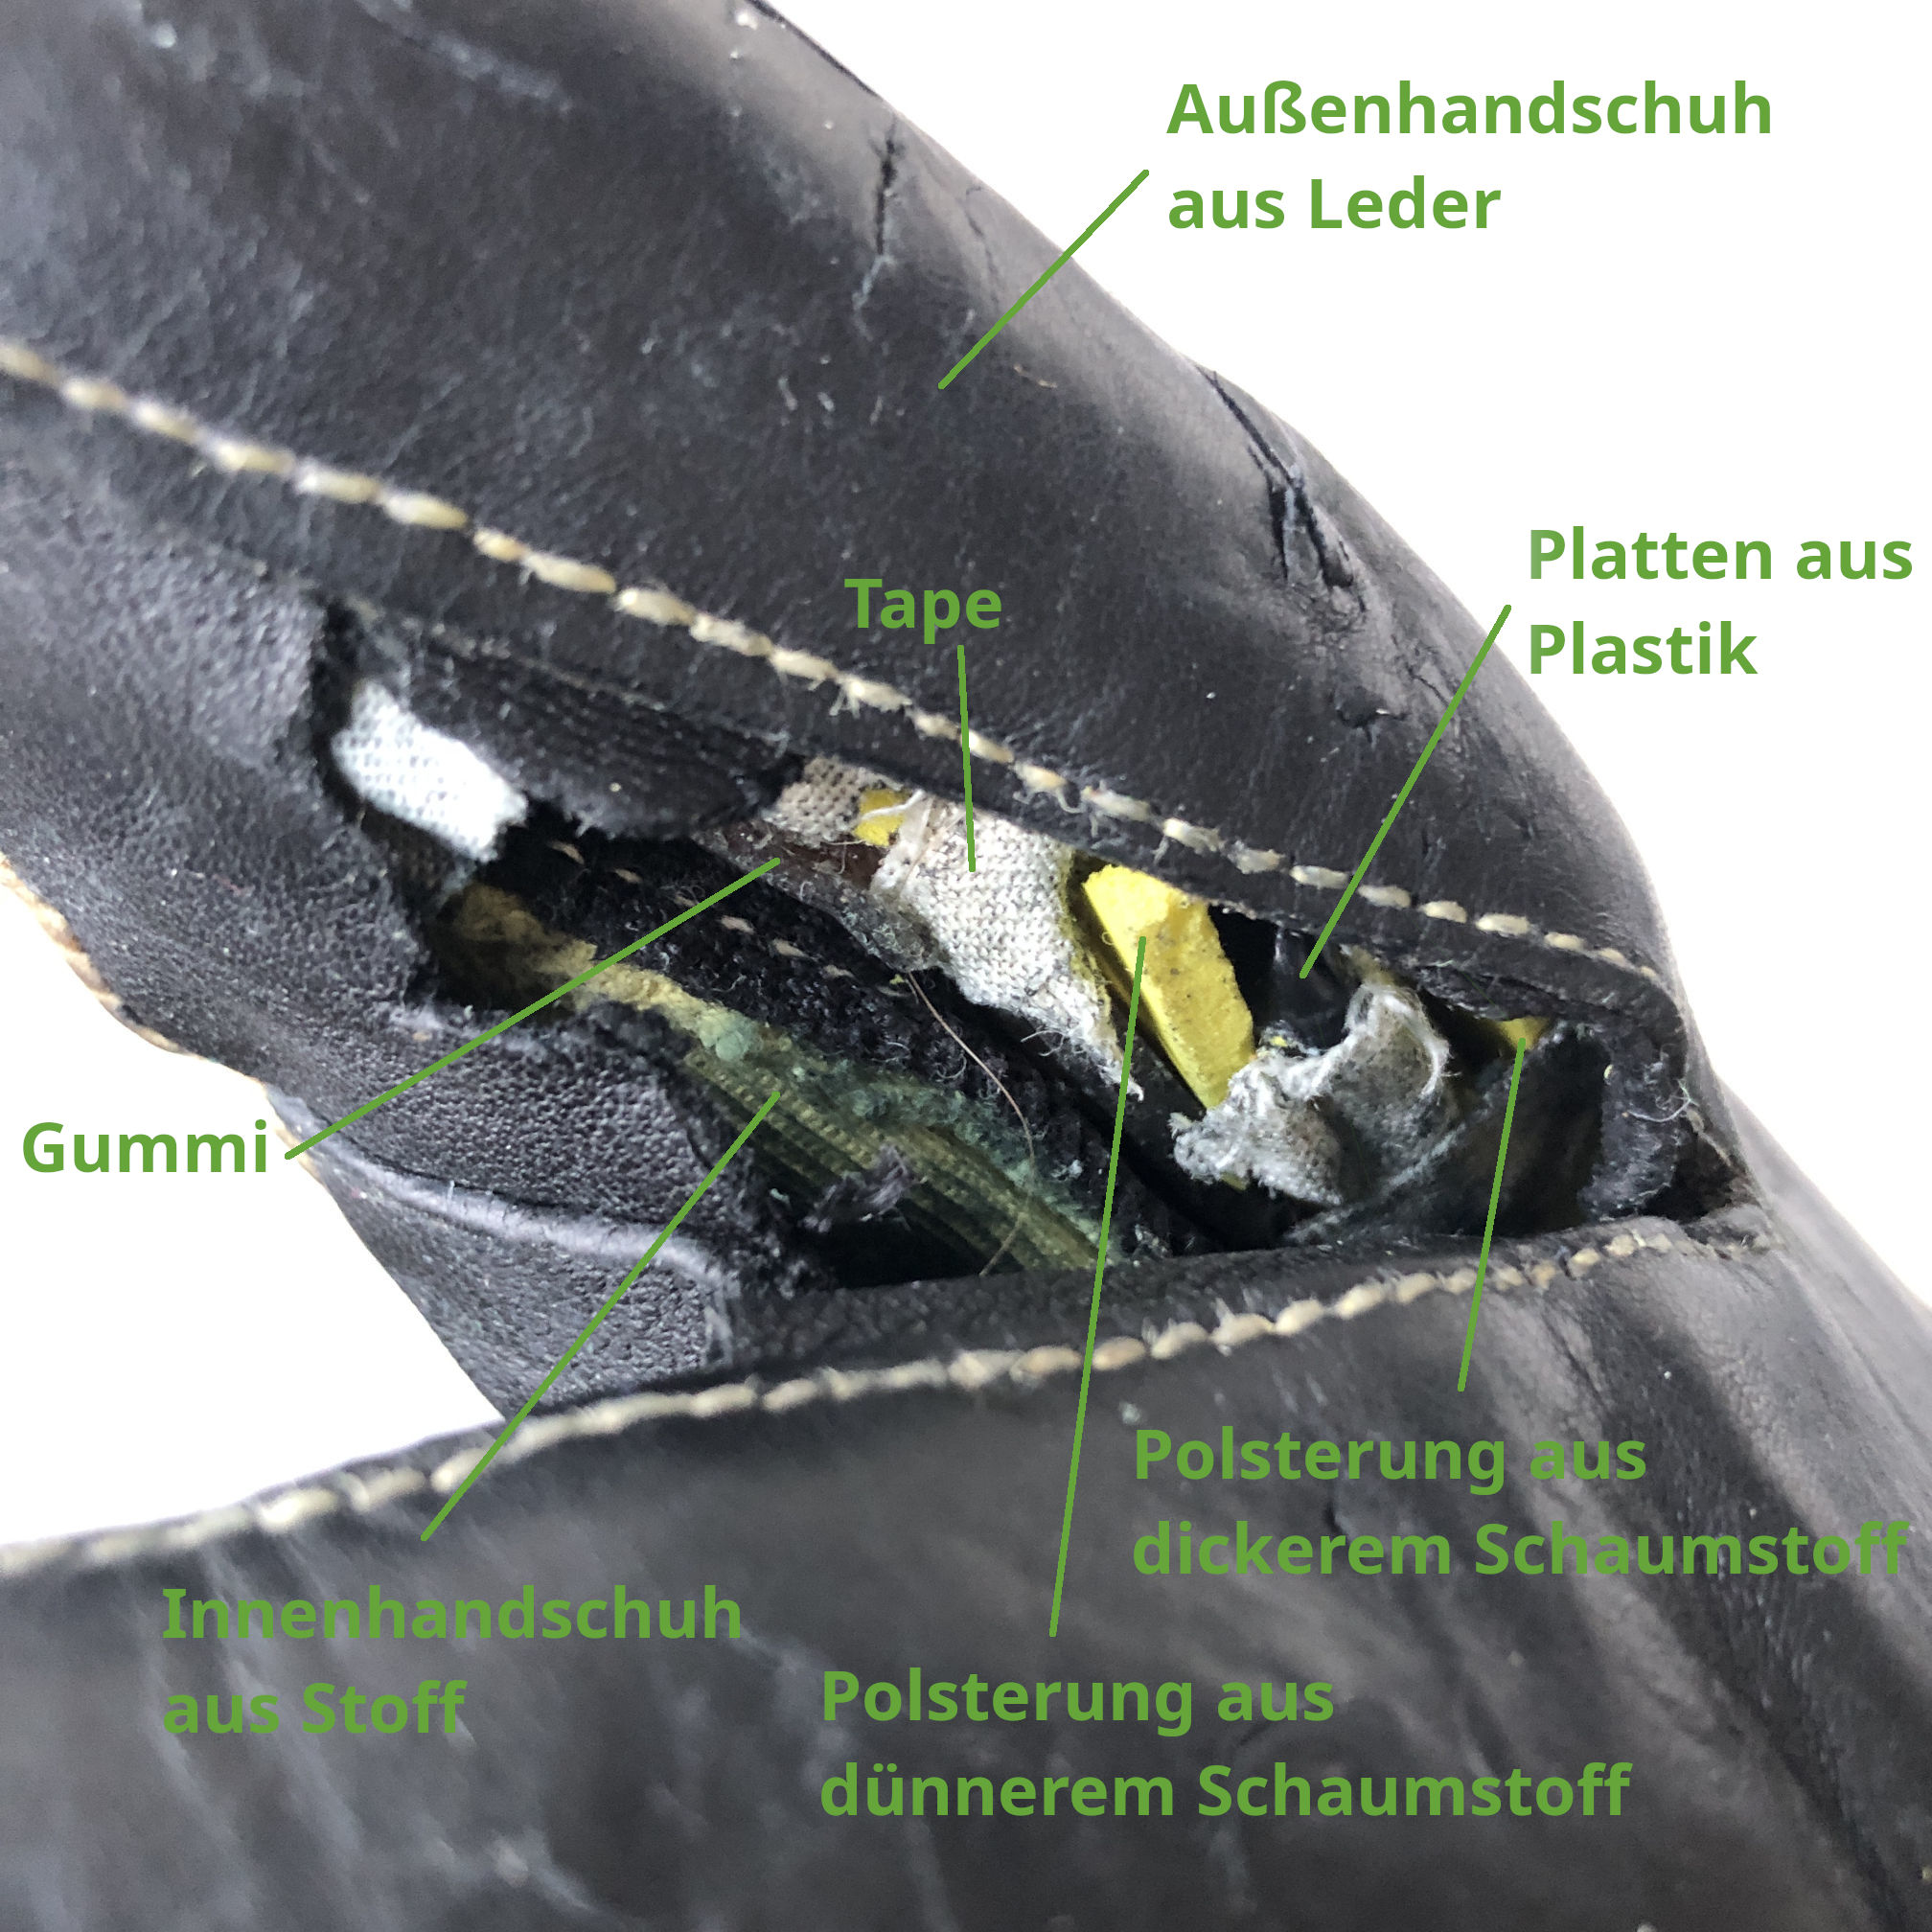 Außenhandschuh
aus Leder
Platten aus
Plastik
Tape
Gummi
Polsterung aus
dickerem Schaumstoff
Innenhandschuh
aus Stoff
Polsterung aus
dünnerem Schaumstoff